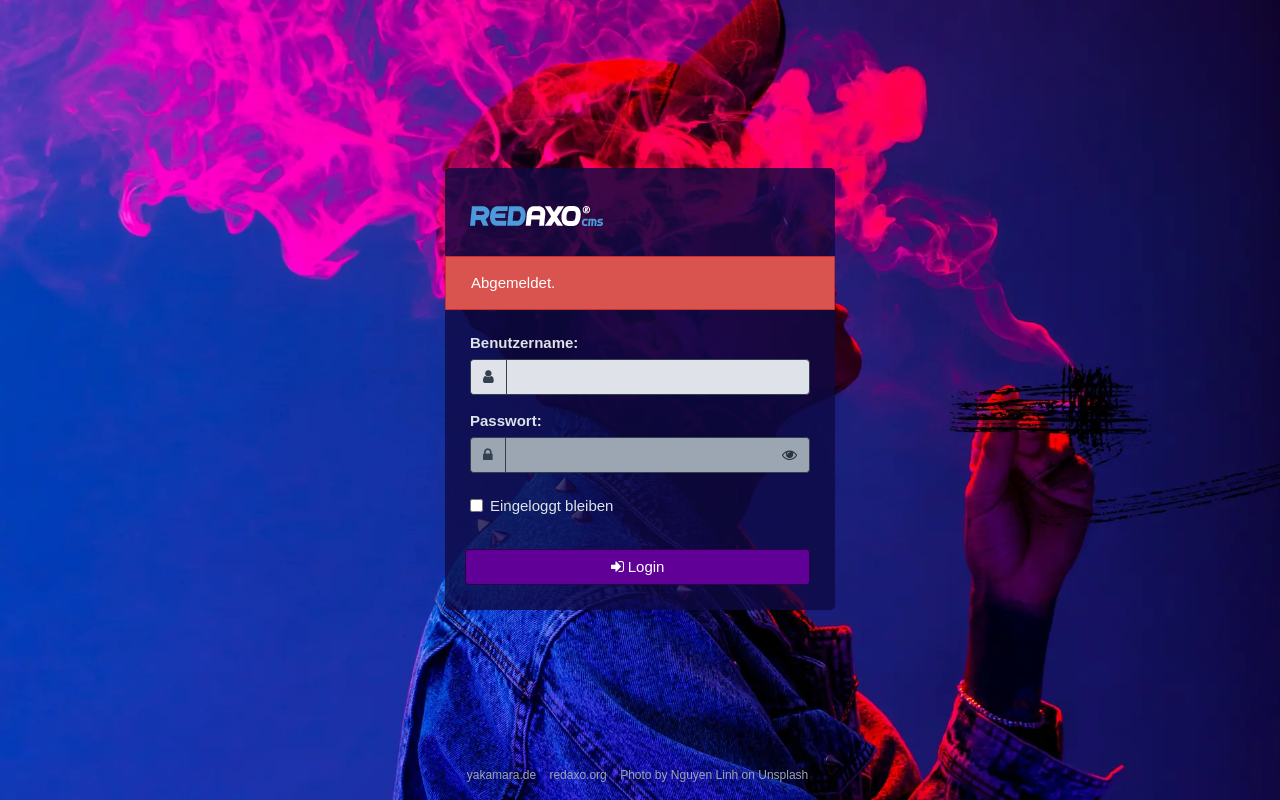 REDAXO® cms
Abgemeldet.
Benutzername:
Passwort:
Eingeloggt bleiben
Login
yakamara.de redaxo.org Photo by Nguyen Linh on Unsplash